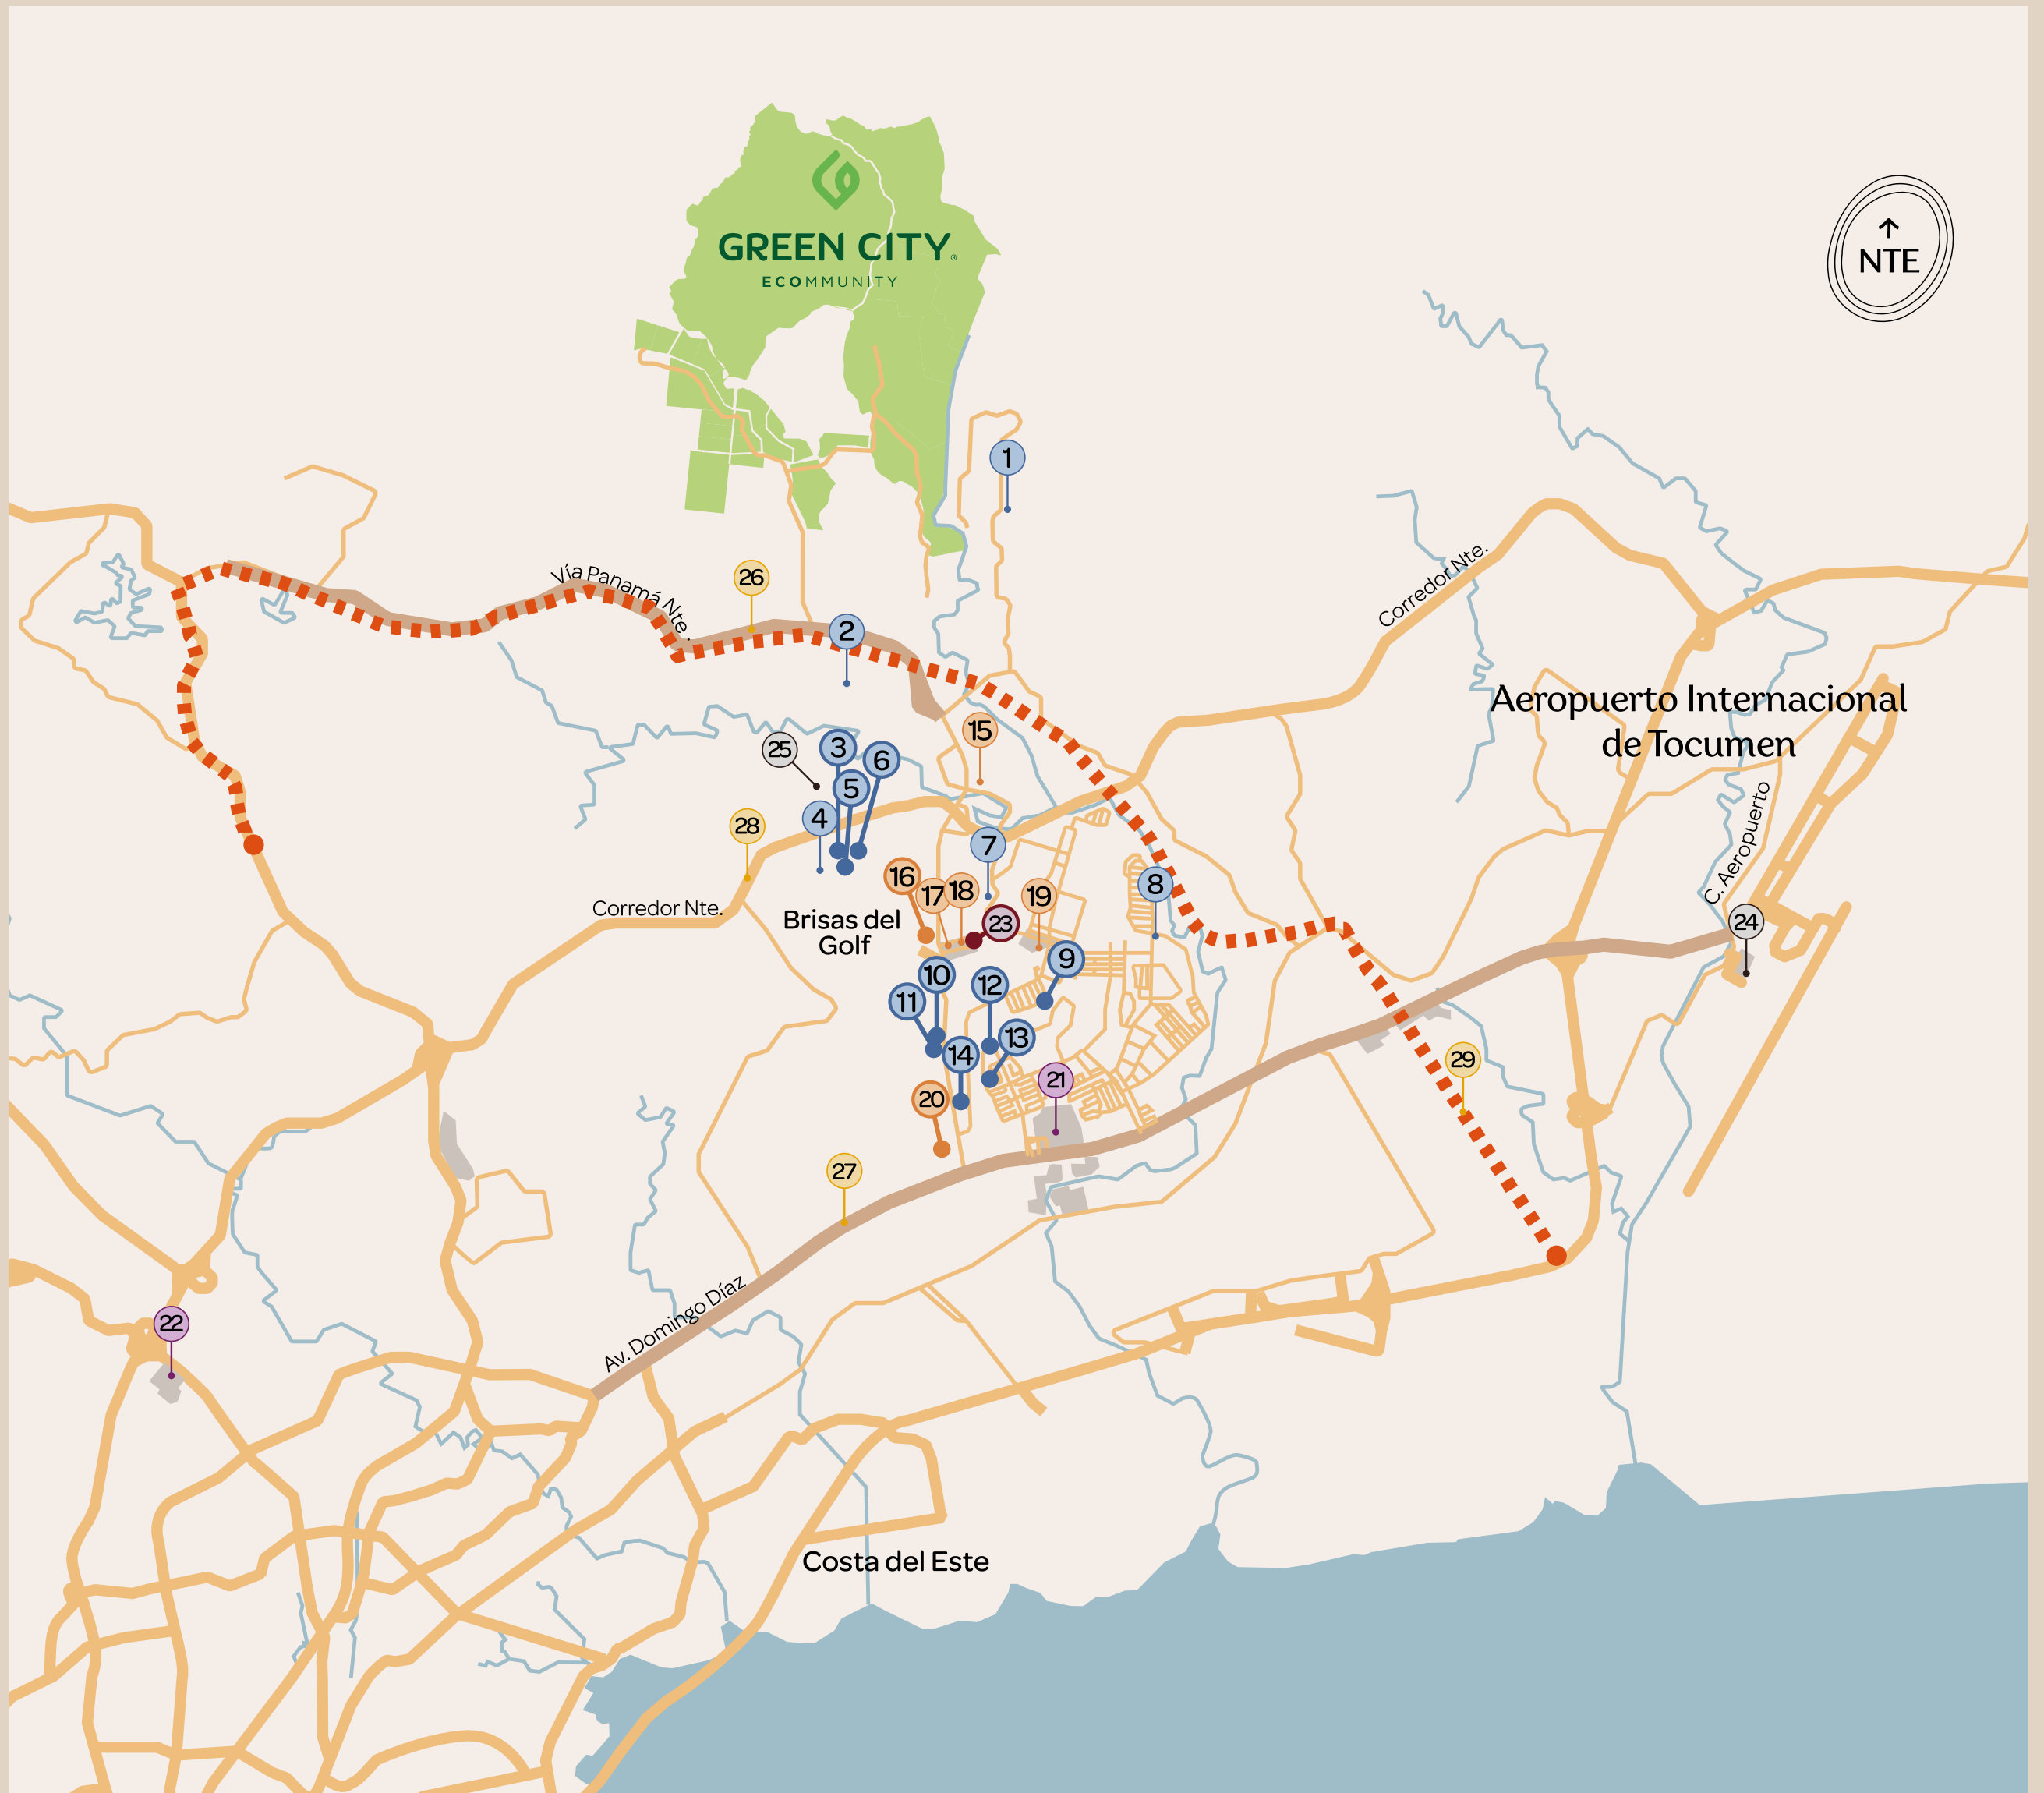 GREEN CITY®
ECOMMUNITY
↑
NTE
1
Vía Panamá Nte.
26
2
Corredor Nte.
Aeropuerto Internacional
de Tocumen
15
25
3
6
5
4
28
7
16
17
18
19
8
C. Aeropuerto
Corredor Nte.
Brisas del
Golf
23
24
9
10
12
11
13
14
21
29
20
27
Av. Domingo Díaz
22
Costa del Este